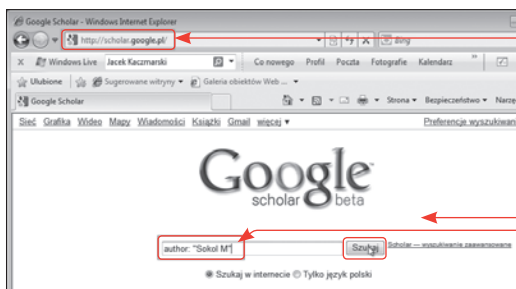 Google Scholar - Windows Internet Explorer
http://scholar.google.pl/ Bing
X Windows Live Jacek Kaczmarski Co nowego Profil Poczta Fotografie Kalendarz
Ulubione Sugerowane witryny Galeria obiektów Web ...
Google Scholar Strona Bezpieczeństwo Narzę
Sieć Grafika Wideo Mapy Wiadomości Książki Gmail więcej Preferencje wyszukiwan
Google
scholar beta
author: "Sokol M" Szukaj Scholar — wyszukiwanie zaawansowane
Szukaj w internecie Tylko język polski